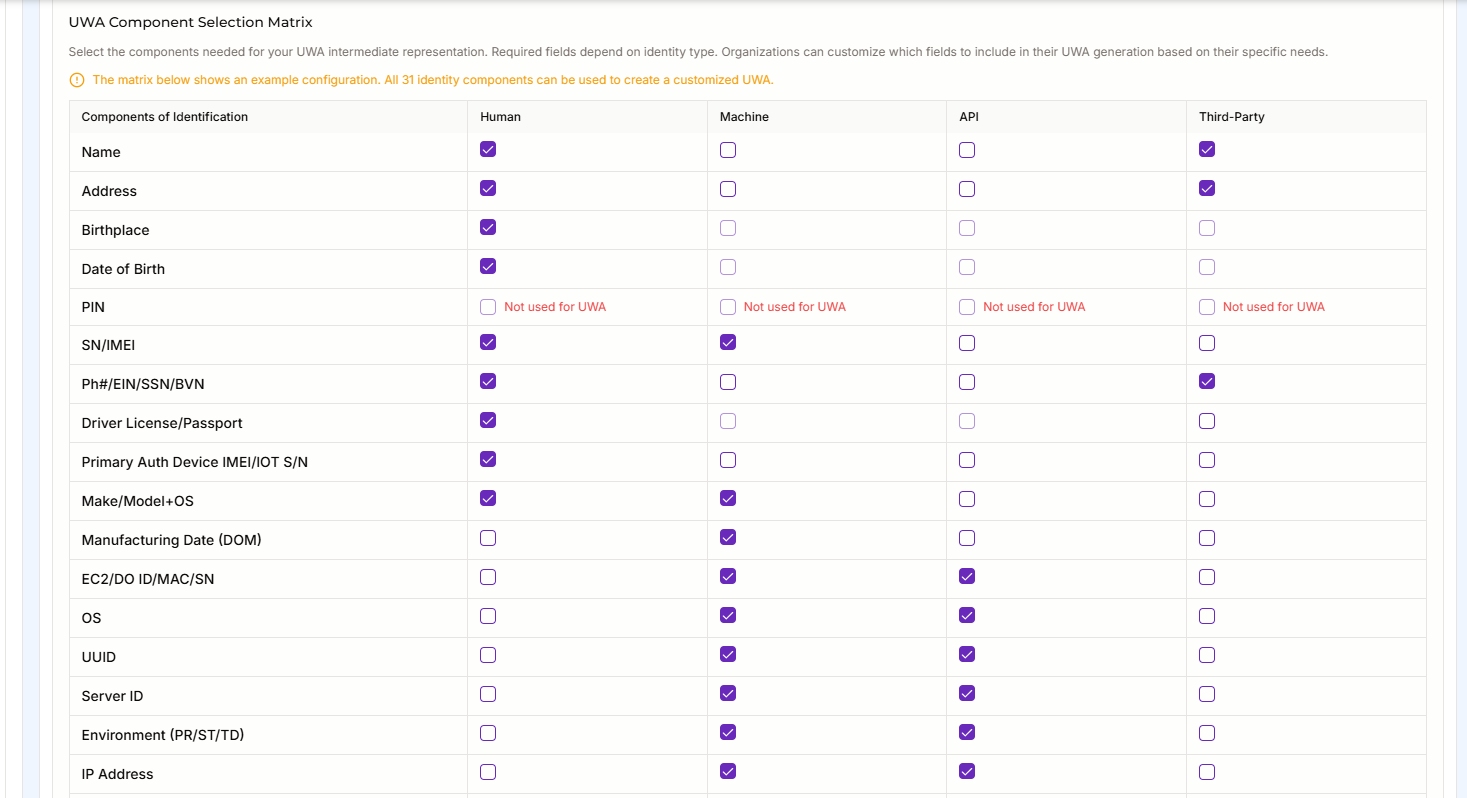 UWA Component Selection Matrix
Select the components needed for your UWA intermediate representation. Required fields depend on identity type. Organizations can customize which fields to include in their UWA generation based on their specific needs.
The matrix below shows an example configuration. All 31 identity components can be used to create a customized UWA.
Components of Identification Human Machine API Third-Party
Name
Address
Birthplace
Date of Birth
PIN Not used for UWA Not used for UWA Not used for UWA Not used for UWA
SN/IMEI
Ph#/EIN/SSN/BVN
Driver License/Passport
Primary Auth Device IMEI/IOT S/N
Make/Model+OS
Manufacturing Date (DOM)
EC2/DO ID/MAC/SN
OS
UUID
Server ID
Environment (PR/ST/TD)
IP Address